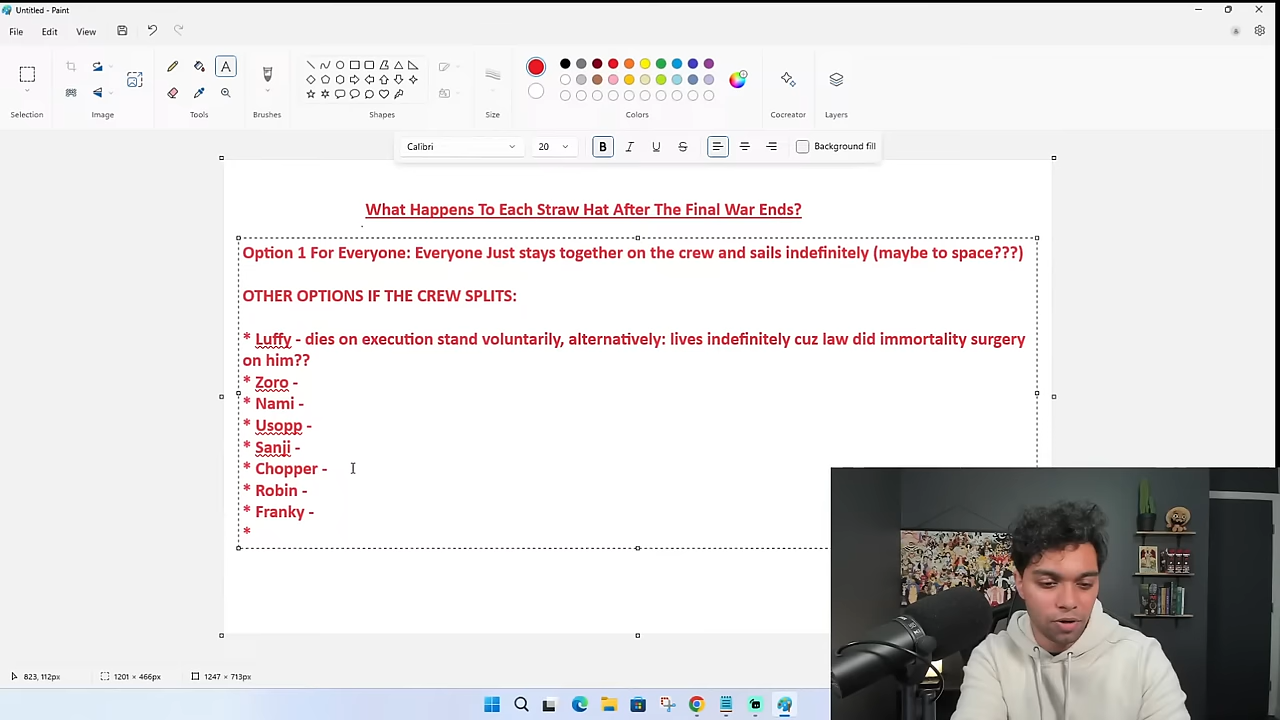 Untitled - Paint
File Edit View
Selection
Image
Tools
Brushes
Shapes
Size
Colors
Cocreator
Layers
Calibri
20
B I U S
Background fill
What Happens To Each Straw Hat After The Final War Ends?
Option 1 For Everyone: Everyone Just stays together on the crew and sails indefinitely (maybe to space???)
OTHER OPTIONS IF THE CREW SPLITS:
* Luffy - dies on execution stand voluntarily, alternatively: lives indefinitely cuz law did immortality surgery
on him??
* Zoro -
* Nami -
* Usopp -
* Sanji -
* Chopper -
* Robin -
* Franky -
*
823, 112px
1201 × 466px
1247 × 713px